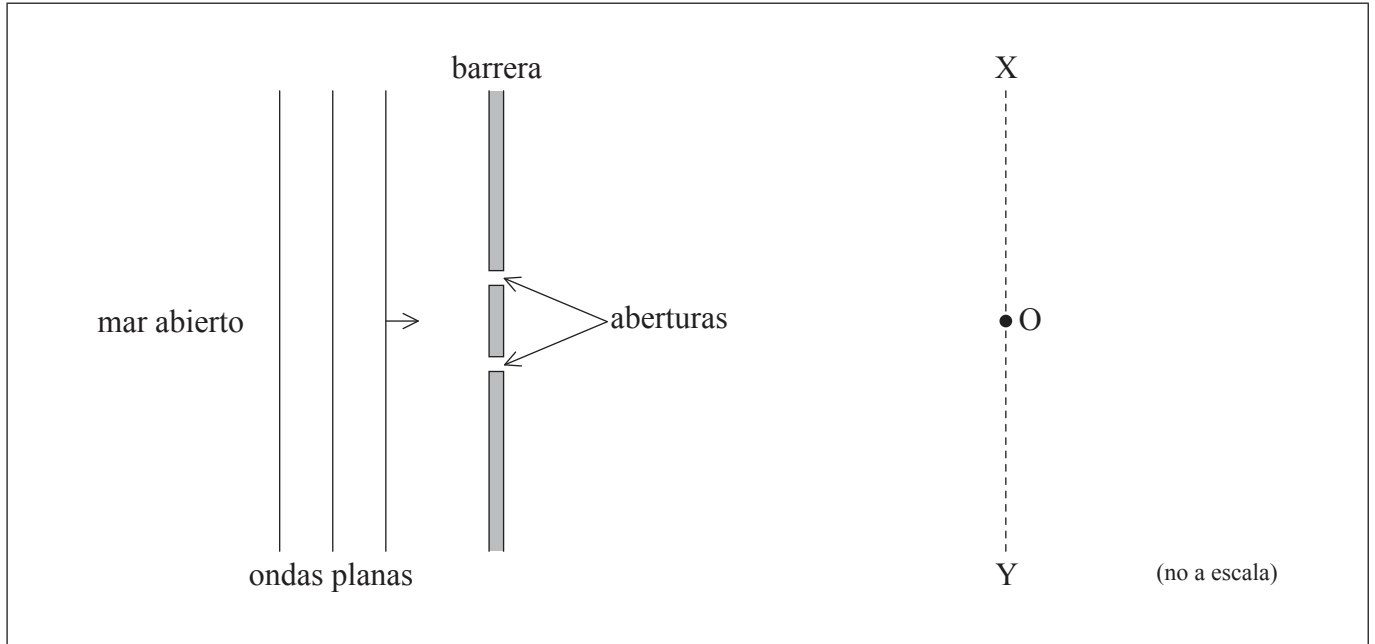 barrera
X
mar abierto
aberturas
O
ondas planas
Y
(no a escala)